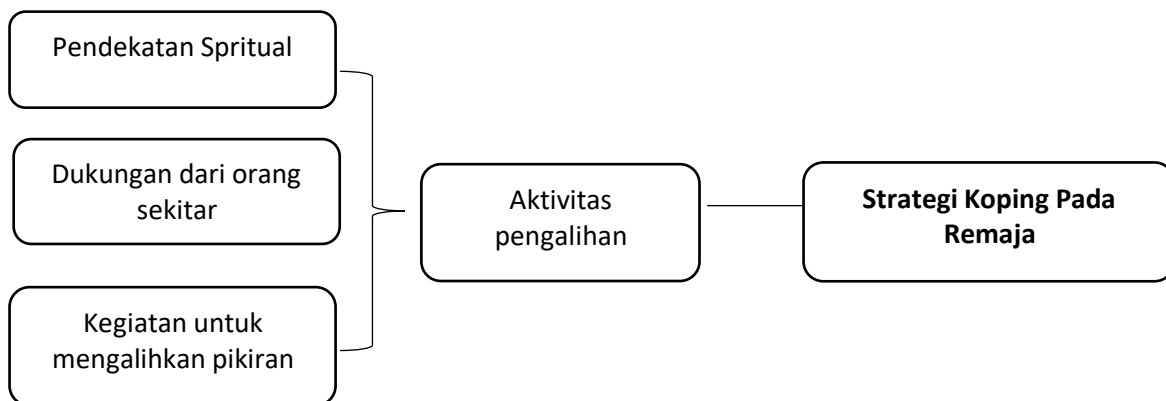 Pendekatan Spritual
Dukungan dari orang
sekitar
Kegiatan untuk
mengalihkan pikiran
Aktivitas
pengalihan
Strategi Koping Pada
Remaja